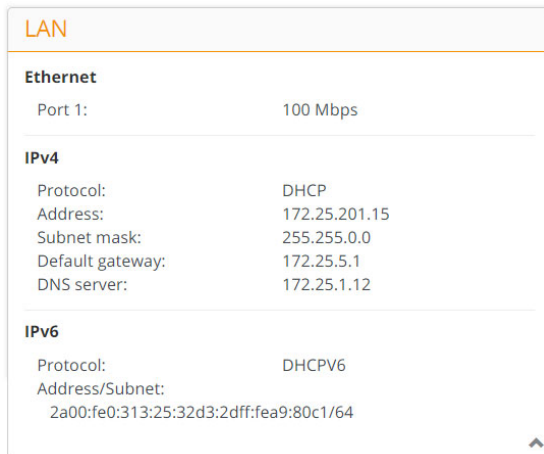 LAN
Ethernet
Port 1: 100 Mbps
IPv4
Protocol: DHCP
Address: 172.25.201.15
Subnet mask: 255.255.0.0
Default gateway: 172.25.5.1
DNS server: 172.25.1.12
IPv6
Protocol: DHCPV6
Address/Subnet:
2a00:fe0:313:25:32d3:2dff:fea9:80c1/64